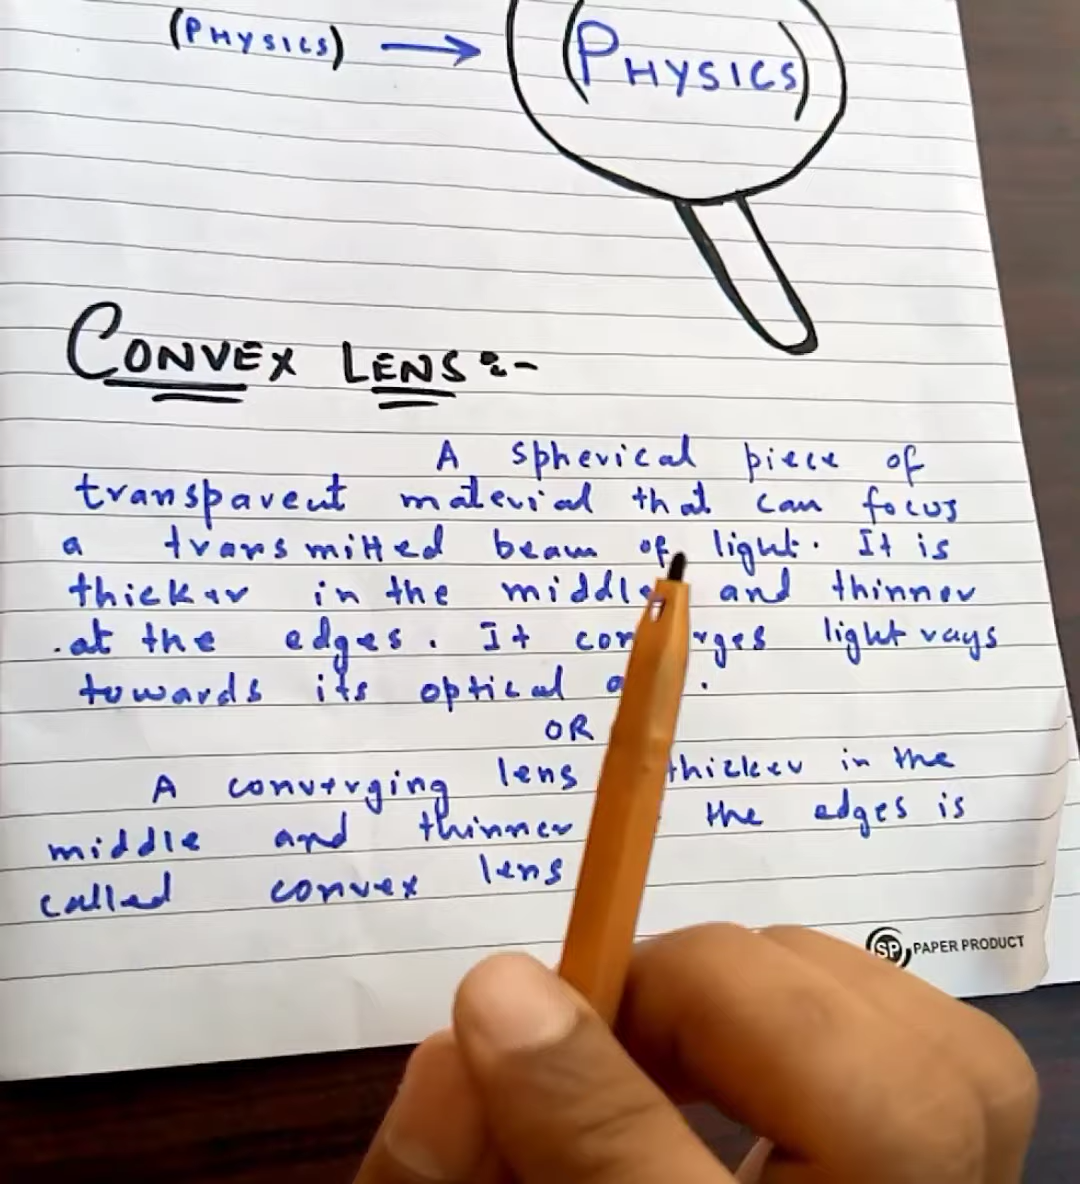 (PHYSICS) → (PHYSICS)
CONVEX LENS :-
A spherical piece of
transparent material that can focus
a transmitted beam of light. It is
thicker in the middle and thinner
at the edges. It converges light rays
towards its optical .
OR
A converging lens thicker in the
middle and thinner the edges is
called convex lens
SP PAPER PRODUCT